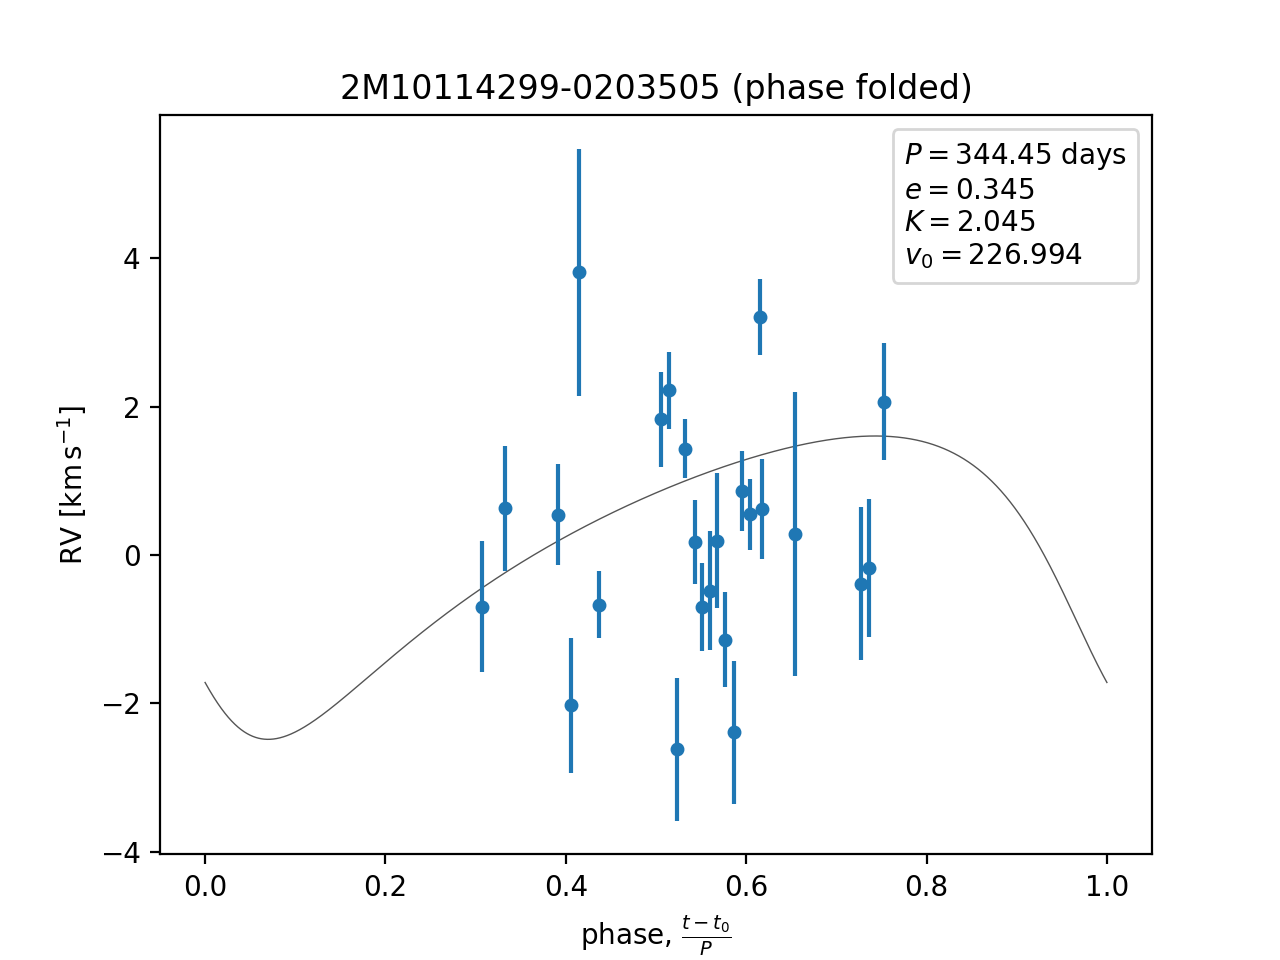 2M10114299-0203505 (phase folded)
P = 344.45 days
e = 0.345
K = 2.045
v₀ = 226.994
RV [km s⁻¹]
4
2
0
−2
−4
0.0 0.2 0.4 0.6 0.8 1.0
phase, (t − t₀)/P